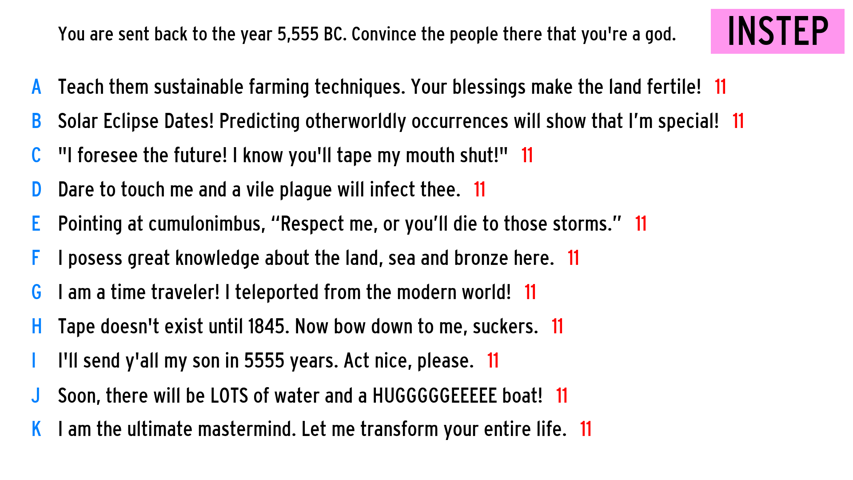 You are sent back to the year 5,555 BC. Convince the people there that you're a god.
INSTEP
A Teach them sustainable farming techniques. Your blessings make the land fertile! 11
B Solar Eclipse Dates! Predicting otherworldly occurrences will show that I'm special! 11
C "I foresee the future! I know you'll tape my mouth shut!" 11
D Dare to touch me and a vile plague will infect thee. 11
E Pointing at cumulonimbus, “Respect me, or you’ll die to those storms.” 11
F I posess great knowledge about the land, sea and bronze here. 11
G I am a time traveler! I teleported from the modern world! 11
H Tape doesn't exist until 1845. Now bow down to me, suckers. 11
I I'll send y'all my son in 5555 years. Act nice, please. 11
J Soon, there will be LOTS of water and a HUGGGGGEEEEE boat! 11
K I am the ultimate mastermind. Let me transform your entire life. 11